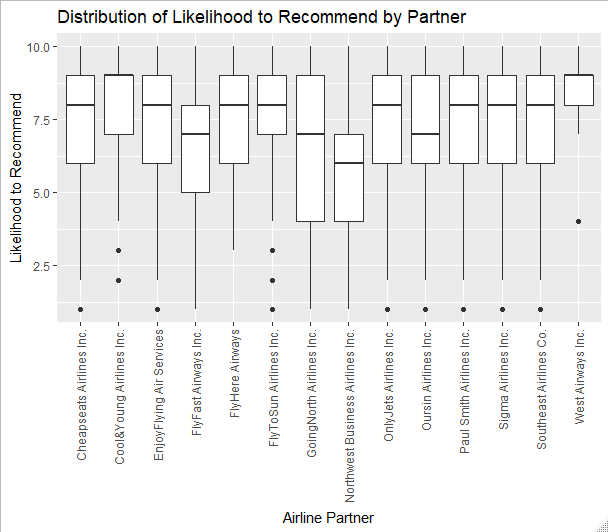 Distribution of Likelihood to Recommend by Partner
Likelihood to Recommend
10.0
7.5
5.0
2.5
Cheapseats Airlines Inc.
Cool&Young Airlines Inc.
EnjoyFlying Air Services
FlyFast Airways Inc.
FlyHere Airways
FlyToSun Airlines Inc.
GoingNorth Airlines Inc.
Northwest Business Airlines Inc.
OnlyJets Airlines Inc.
Oursin Airlines Inc.
Paul Smith Airlines Inc.
Sigma Airlines Inc.
Southeast Airlines Co.
West Airways Inc.
Airline Partner